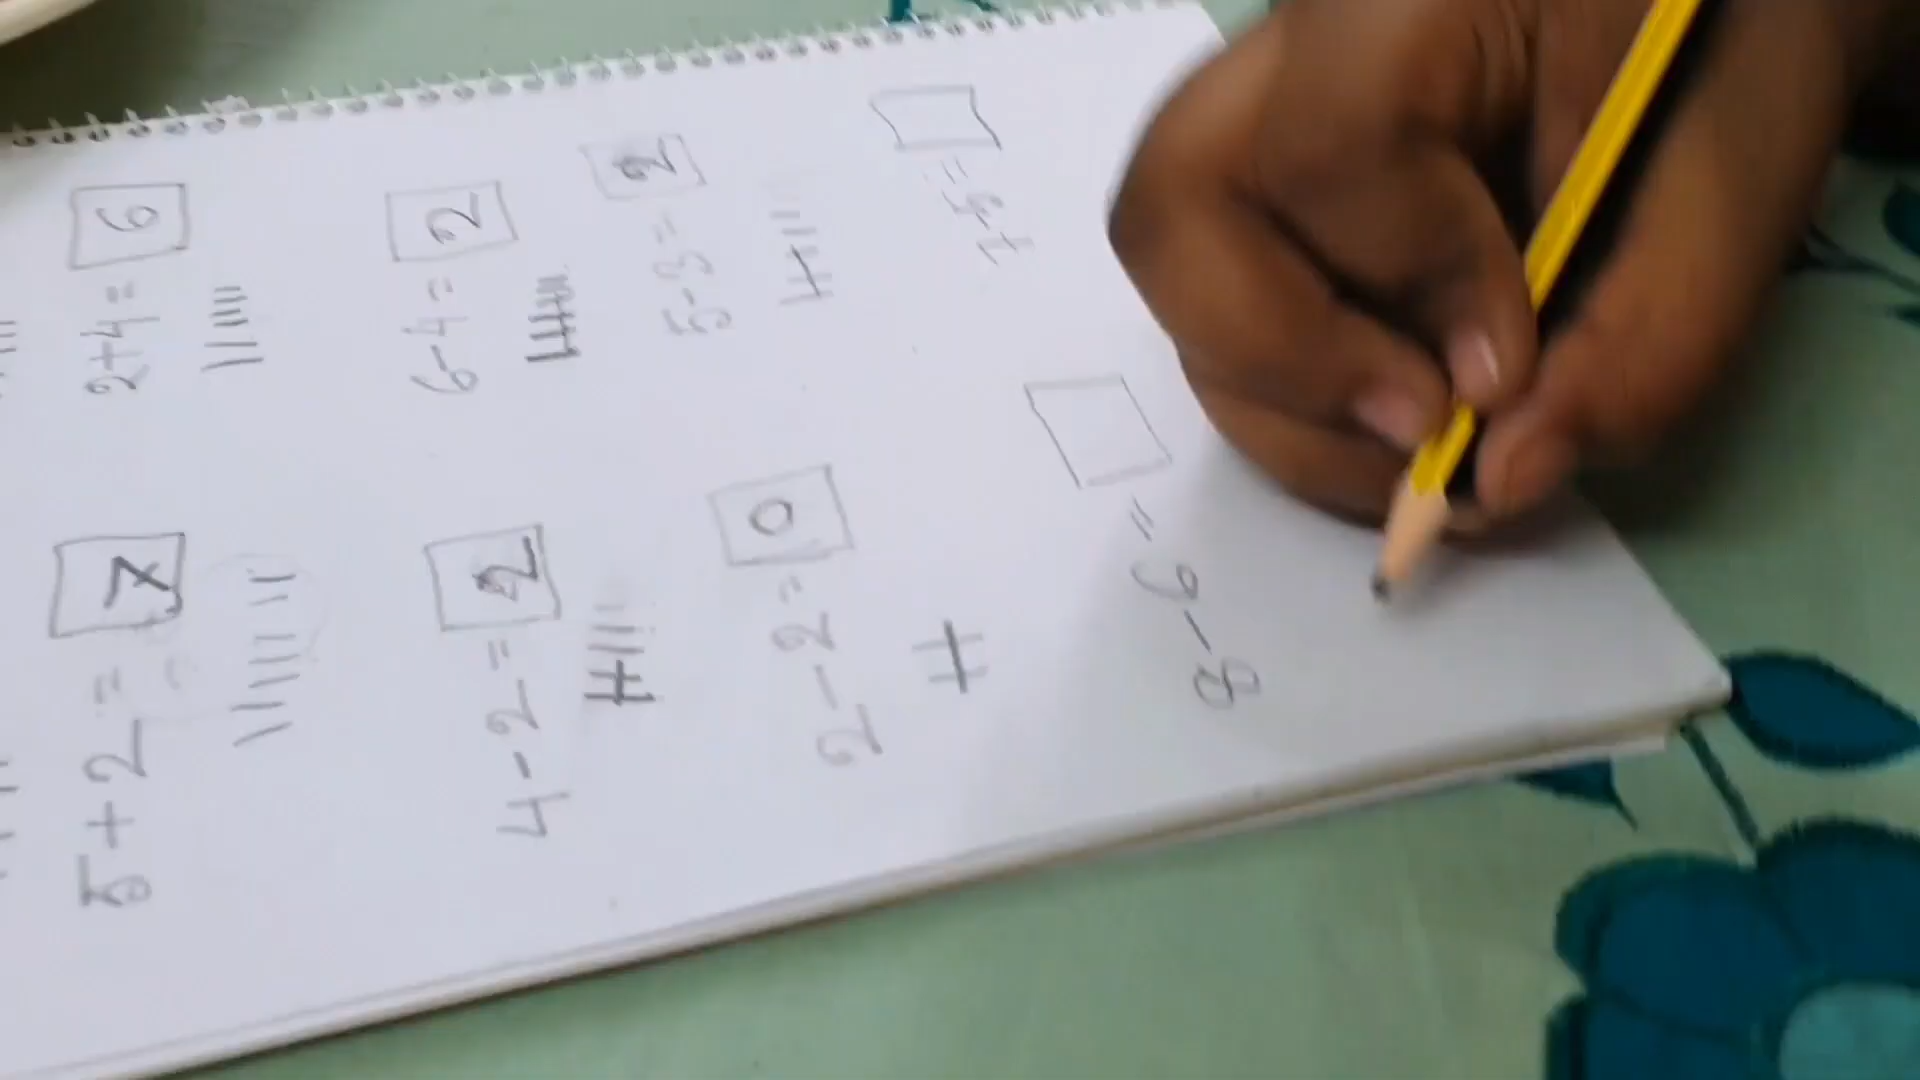 5+2=7 2+4=6
4-2=2 6-4=2
2-2=0 5-3=2
8- = 7-5=